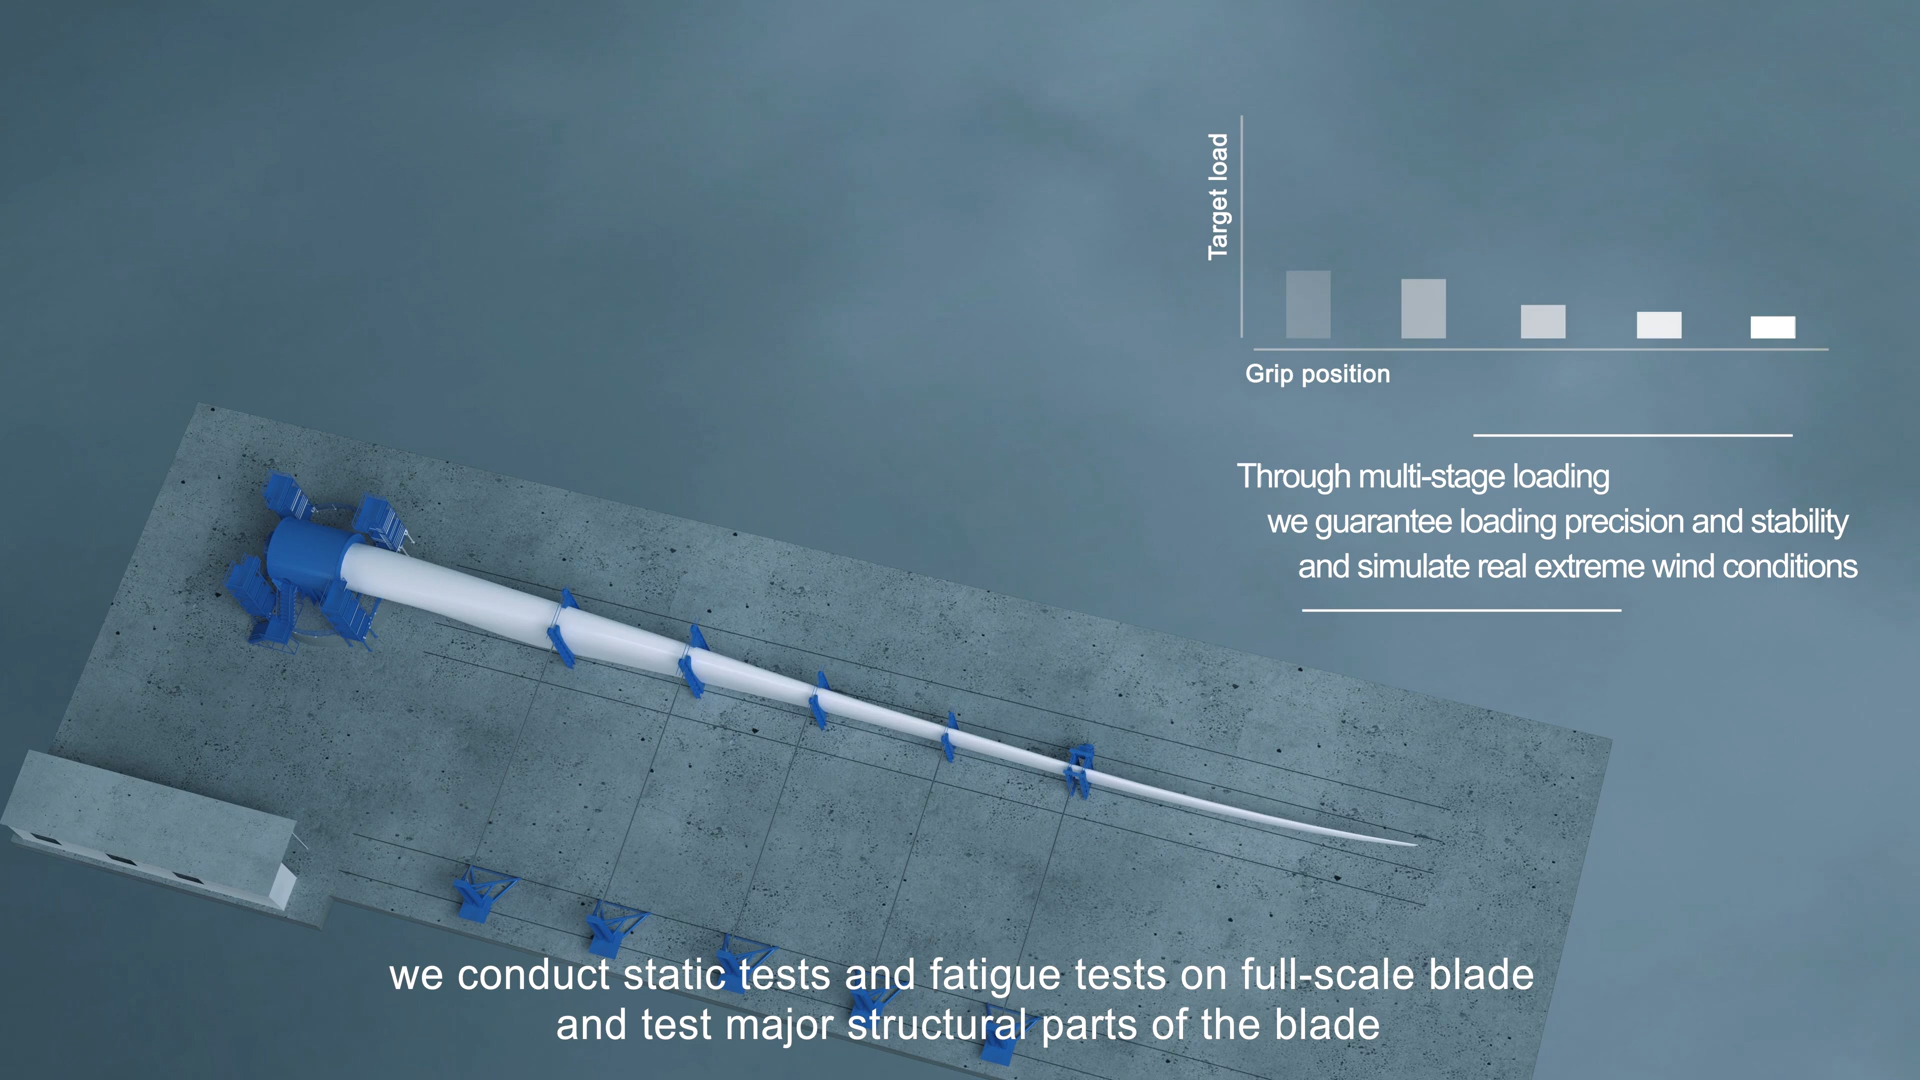 Target load
Grip position
Through multi-stage loading
we guarantee loading precision and stability
and simulate real extreme wind conditions
we conduct static tests and fatigue tests on full-scale blade
and test major structural parts of the blade